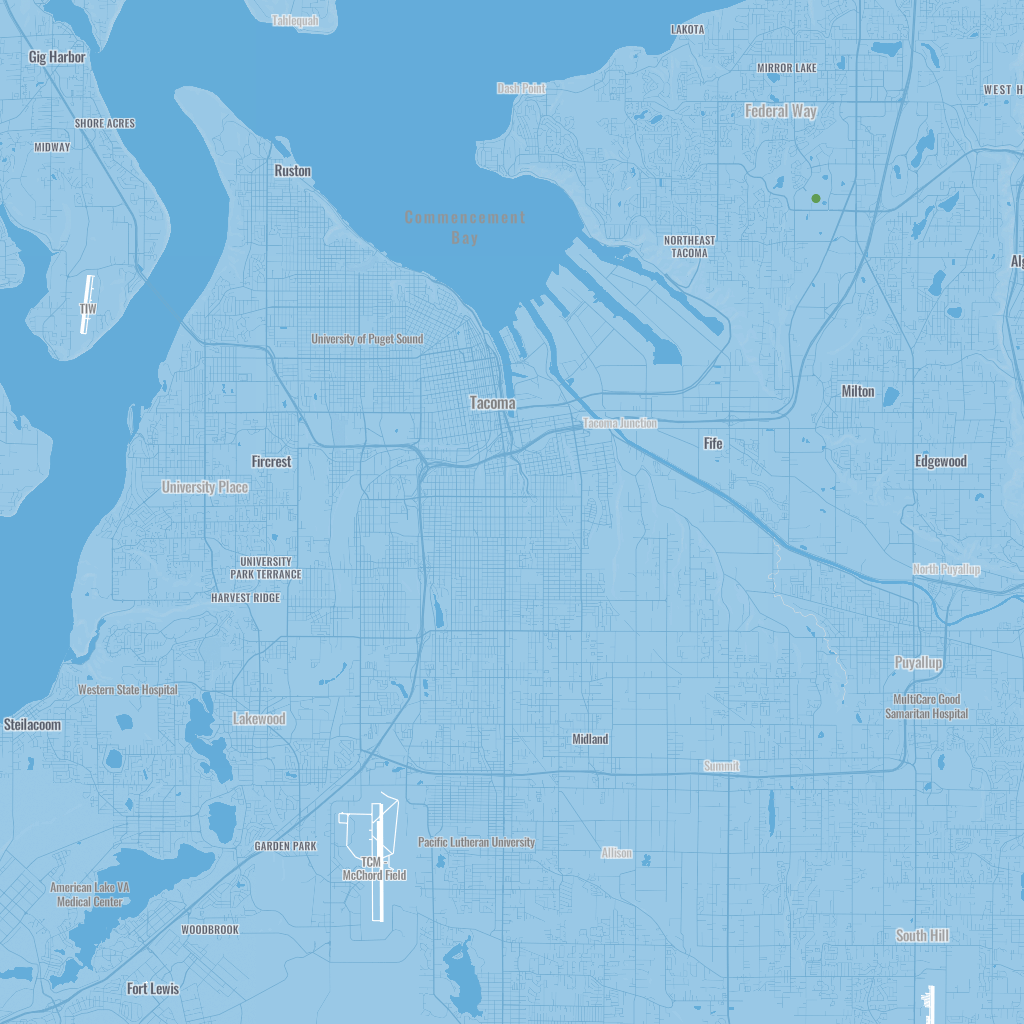 Tahlequah
LAKOTA
Gig Harbor
MIRROR LAKE
Dash Point
WEST H
Federal Way
SHORE ACRES
MIDWAY
Ruston
Commencement
Bay
NORTHEAST
TACOMA
Alg
TIW
University of Puget Sound
Milton
Tacoma
Tacoma Junction
Fife
Fircrest
Edgewood
University Place
UNIVERSITY
PARK TERRANCE
North Puyallup
HARVEST RIDGE
Puyallup
Western State Hospital
MultiCare Good
Samaritan Hospital
Lakewood
Steilacoom
Midland
Summit
Pacific Lutheran University
GARDEN PARK
Allison
TCM
McChord Field
American Lake VA
Medical Center
WOODBROOK
South Hill
Fort Lewis